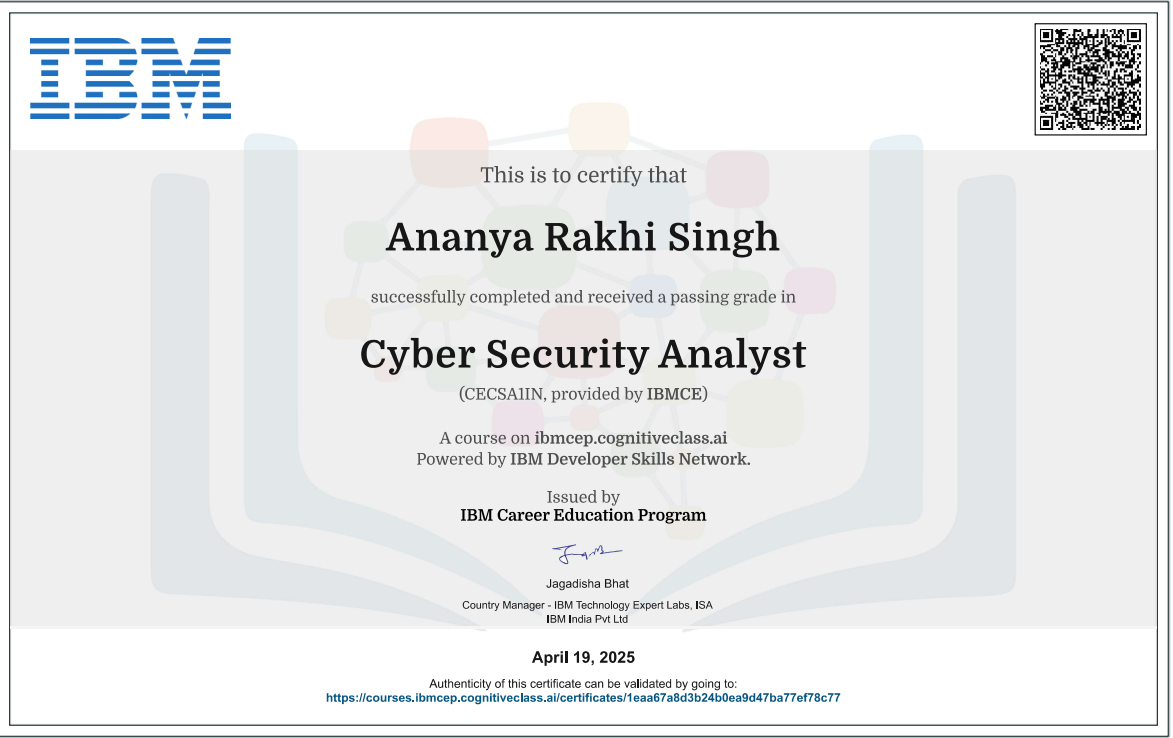 IBM
This is to certify that
Ananya Rakhi Singh
successfully completed and received a passing grade in
Cyber Security Analyst
(CECSA1IN, provided by IBMCE)
A course on ibmcep.cognitiveclass.ai
Powered by IBM Developer Skills Network.
Issued by
IBM Career Education Program
Jagadisha Bhat
Country Manager - IBM Technology Expert Labs, ISA
IBM India Pvt Ltd
April 19, 2025
Authenticity of this certificate can be validated by going to:
https://courses.ibmcep.cognitiveclass.ai/certificates/1eaa67a8d3b24b0ea9d47ba77ef78c77